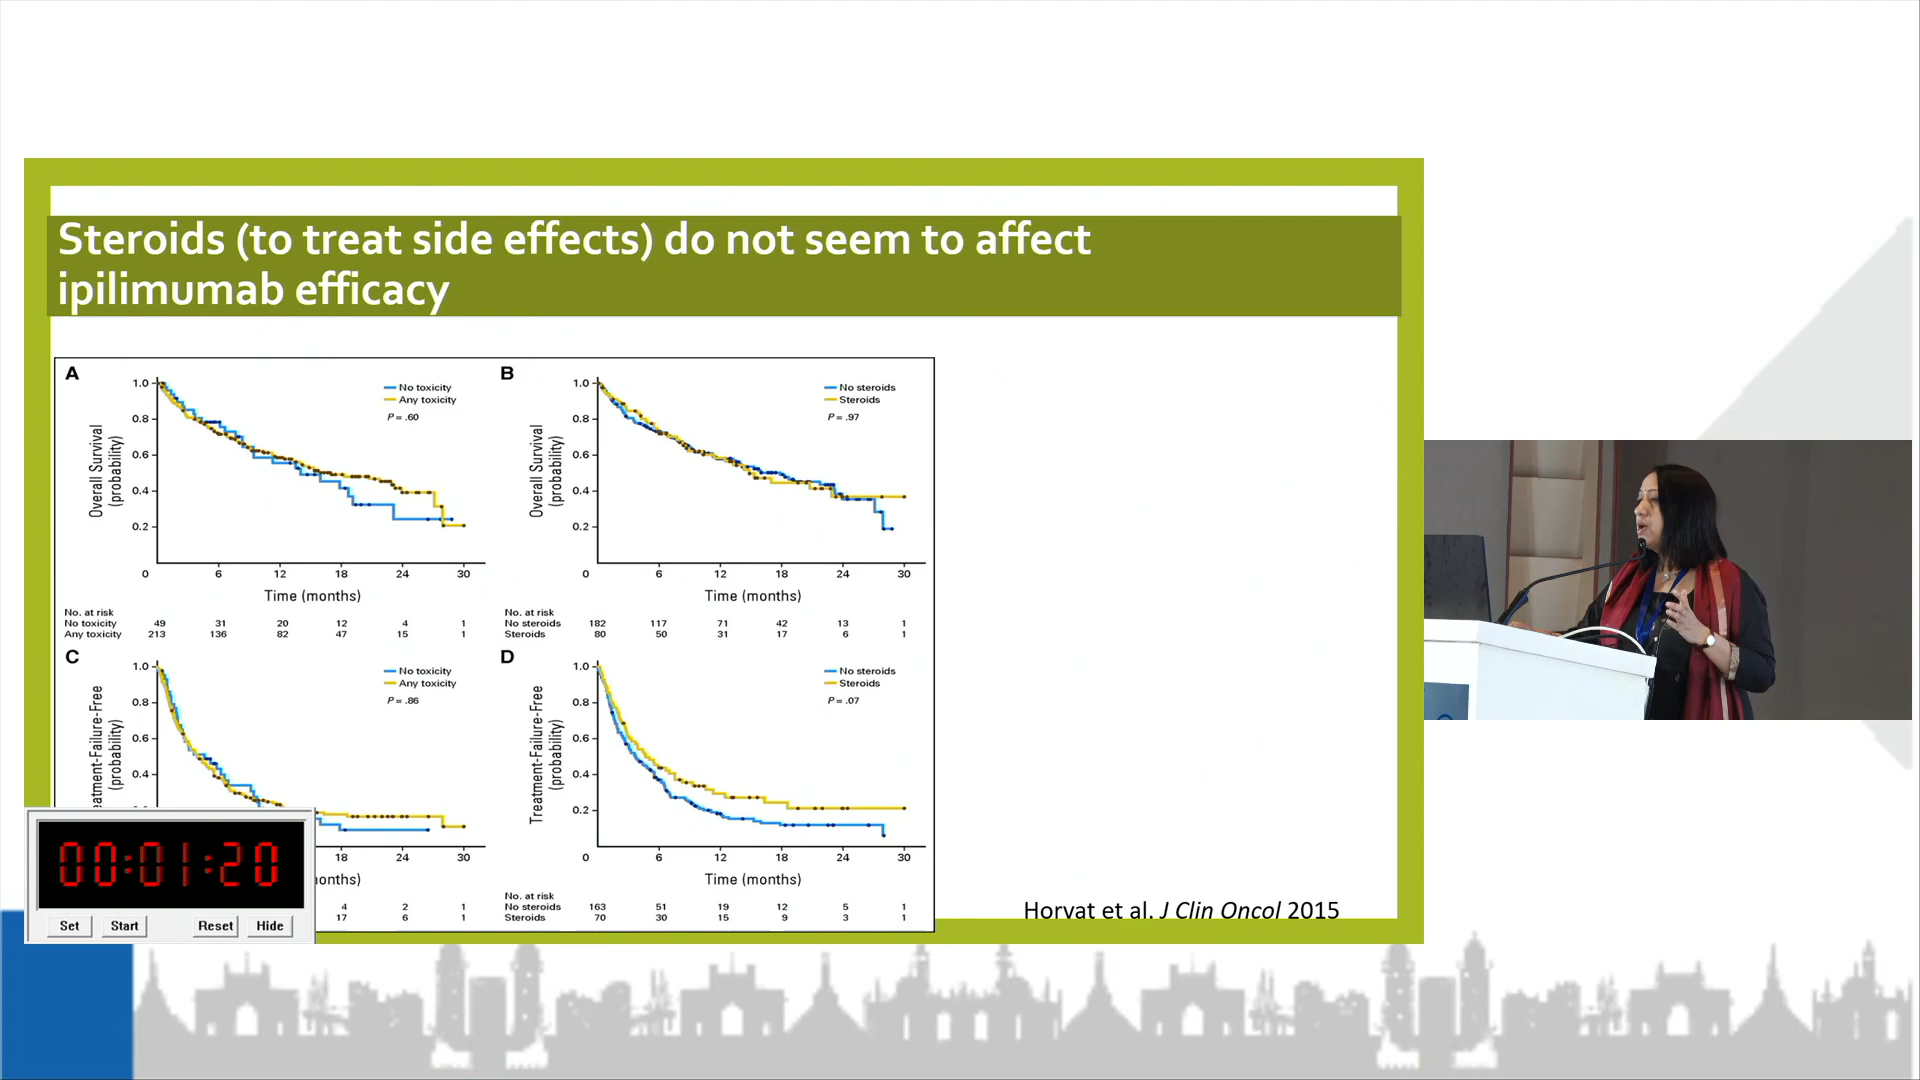 Steroids (to treat side effects) do not seem to affect
ipilimumab efficacy
A
1.0
0.8
0.6
0.4
0.2
0
6
12
18
24
30
Overall Survival
(probability)
No toxicity
Any toxicity
P = .60
Time (months)
No. at risk
No toxicity 49 31 20 12 4 1
Any toxicity 213 136 82 47 15 1
B
1.0
0.8
0.6
0.4
0.2
0
6
12
18
24
30
Overall Survival
(probability)
No steroids
Steroids
P = .97
Time (months)
No. at risk
No steroids 182 117 71 42 13 1
Steroids 80 50 31 17 6 1
C
1.0
0.8
0.6
0.4
18
24
30
(probability)
No toxicity
Any toxicity
P = .86
4 2 1
17 6 1
D
1.0
0.8
0.6
0.4
0.2
0
6
12
18
24
30
Treatment-Failure-Free
(probability)
No steroids
Steroids
P = .07
Time (months)
No. at risk
No steroids 163 51 19 12 5 1
Steroids 70 30 15 9 3 1
Horvat et al. J Clin Oncol 2015
00:01:20
Set Start Reset Hide